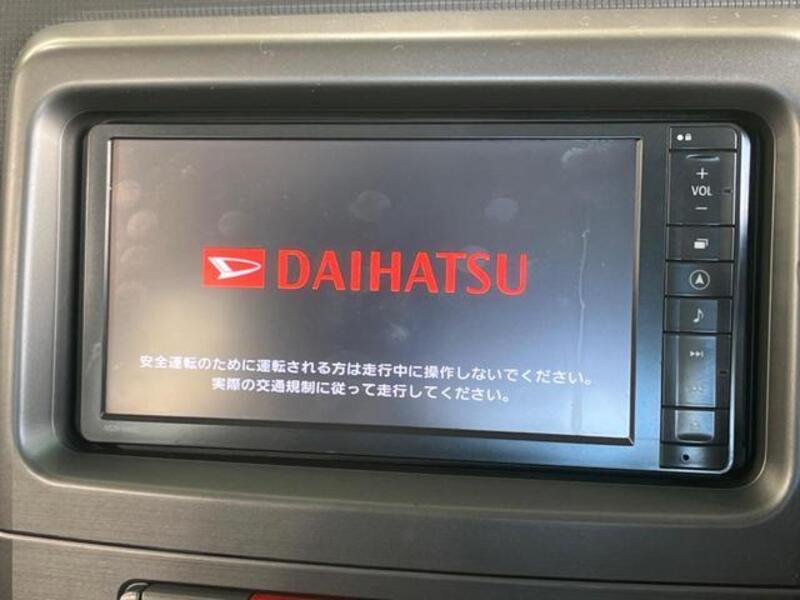 DAIHATSU
安全運転のために運転される方は走行中に操作しないでください。
実際の交通規制に従って走行してください。
+
VOL
−